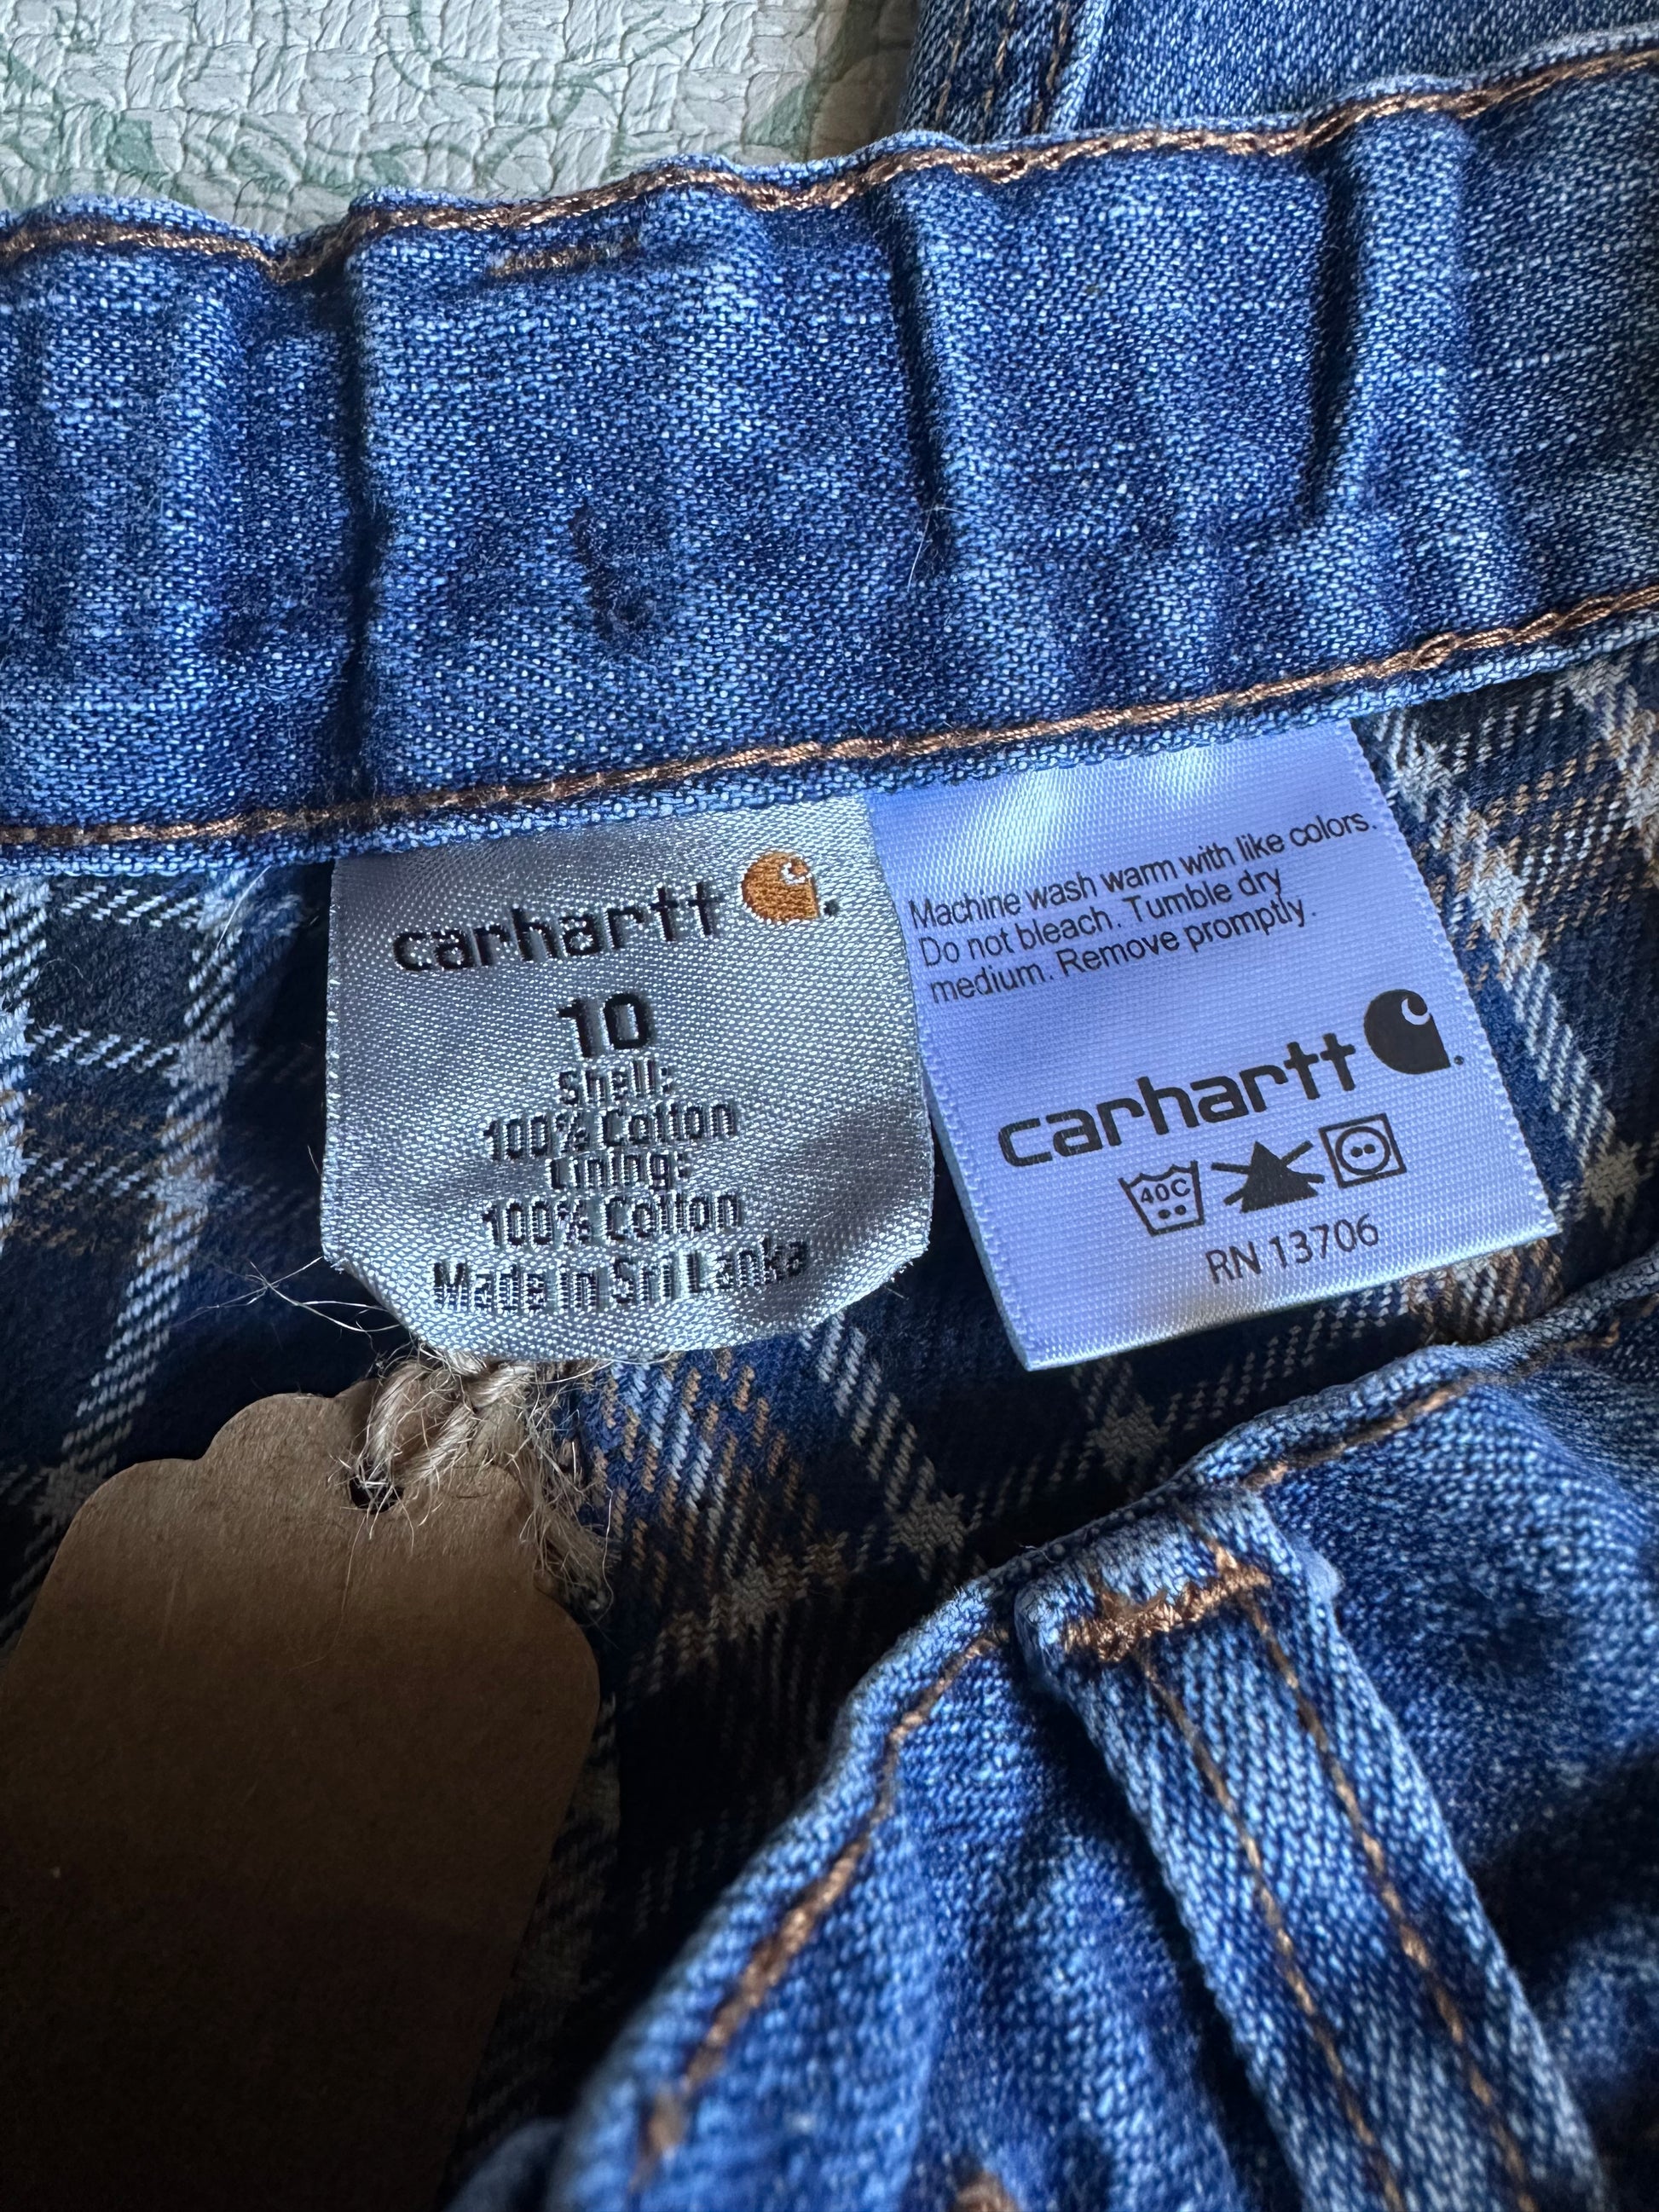 carhartt
10
Shell:
100% Cotton
Lining:
100% Cotton
Made in Sri Lanka
Machine wash warm with like colors.
Do not bleach. Tumble dry
medium. Remove promptly.
carhartt
40C
RN 13706